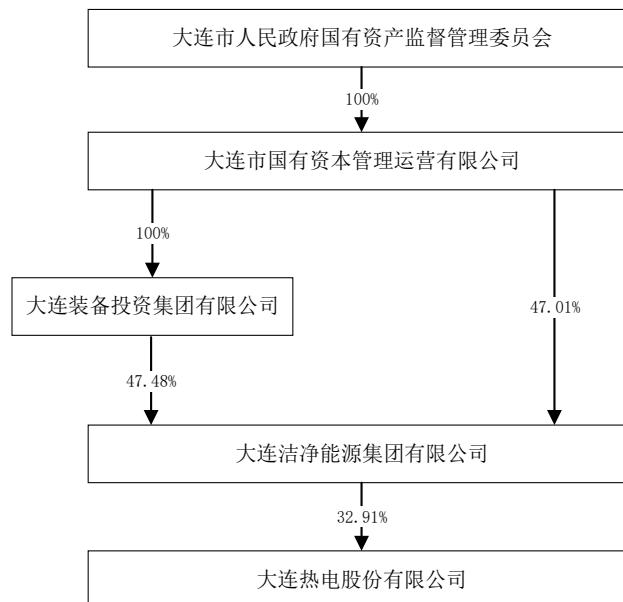 大连市人民政府国有资产监督管理委员会
100%
大连市国有资本管理运营有限公司
100%
大连装备投资集团有限公司
47.01%
47.48%
大连洁净能源集团有限公司
32.91%
大连热电股份有限公司